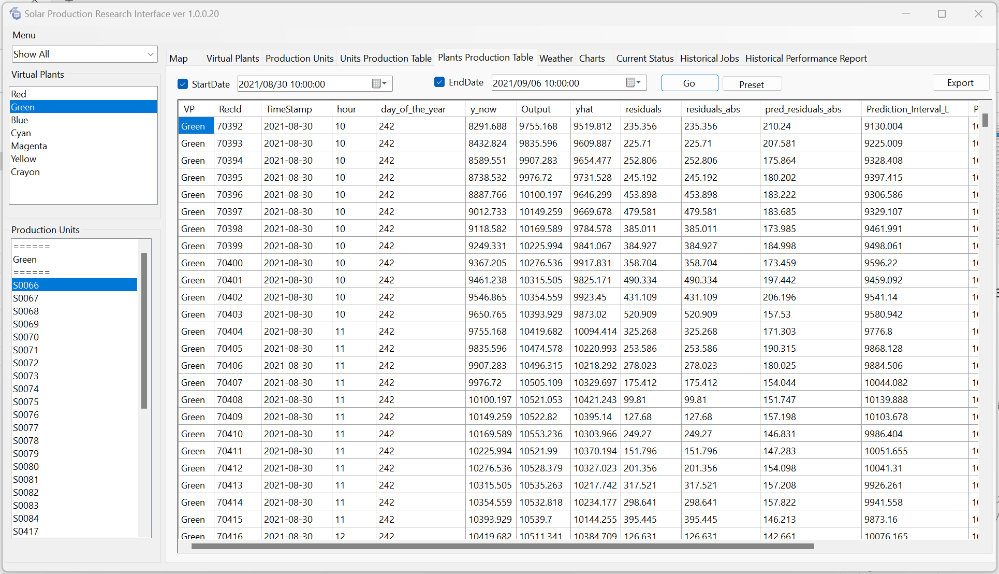 Solar Production Research Interface ver 1.0.0.20
Menu
Show All
Virtual Plants
Red
Green
Blue
Cyan
Magenta
Yellow
Crayon
Production Units
======
Green
======
S0066
S0067
S0068
S0069
S0070
S0071
S0072
S0073
S0074
S0075
S0076
S0077
S0078
S0079
S0080
S0081
S0082
S0083
S0084
S0417
Map Virtual Plants Production Units Units Production Table Plants Production Table Weather Charts Current Status Historical Jobs Historical Performance Report
StartDate 2021/08/30 10:00:00 EndDate 2021/09/06 10:00:00 Go Preset Export
VP RecId TimeStamp hour day_of_the_year y_now Output yhat residuals residuals_abs pred_residuals_abs Prediction_Interval_L P
Green 70392 2021-08-30 10 242 8291.688 9755.168 9519.812 235.356 235.356 210.24 9130.004 10
Green 70393 2021-08-30 10 242 8432.824 9835.596 9609.887 225.71 225.71 207.581 9225.009 10
Green 70394 2021-08-30 10 242 8589.551 9907.283 9654.477 252.806 252.806 175.864 9328.408 10
Green 70395 2021-08-30 10 242 8738.532 9976.72 9731.528 245.192 245.192 180.202 9397.415 10
Green 70396 2021-08-30 10 242 8887.766 10100.197 9646.299 453.898 453.898 183.222 9306.586 10
Green 70397 2021-08-30 10 242 9012.733 10149.259 9669.678 479.581 479.581 183.685 9329.107 10
Green 70398 2021-08-30 10 242 9118.582 10169.589 9784.578 385.011 385.011 173.985 9461.991 10
Green 70399 2021-08-30 10 242 9249.331 10225.994 9841.067 384.927 384.927 184.998 9498.061 10
Green 70400 2021-08-30 10 242 9367.205 10276.536 9917.831 358.704 358.704 173.459 9596.22 10
Green 70401 2021-08-30 10 242 9461.238 10315.505 9825.171 490.334 490.334 197.442 9459.092 10
Green 70402 2021-08-30 10 242 9546.865 10354.559 9923.45 431.109 431.109 206.196 9541.14 10
Green 70403 2021-08-30 10 242 9650.765 10393.929 9873.02 520.909 520.909 157.53 9580.942 10
Green 70404 2021-08-30 11 242 9755.168 10419.682 10094.414 325.268 325.268 171.303 9776.8 10
Green 70405 2021-08-30 11 242 9835.596 10474.578 10220.993 253.586 253.586 190.315 9868.128 10
Green 70406 2021-08-30 11 242 9907.283 10496.315 10218.292 278.023 278.023 180.025 9884.506 10
Green 70407 2021-08-30 11 242 9976.72 10505.109 10329.697 175.412 175.412 154.044 10044.082 10
Green 70408 2021-08-30 11 242 10100.197 10521.053 10421.243 99.81 99.81 151.747 10139.888 10
Green 70409 2021-08-30 11 242 10149.259 10522.82 10395.14 127.68 127.68 157.198 10103.678 10
Green 70410 2021-08-30 11 242 10169.589 10553.236 10303.966 249.27 249.27 146.831 9986.404 10
Green 70411 2021-08-30 11 242 10225.994 10521.99 10370.194 151.796 151.796 147.283 10051.655 10
Green 70412 2021-08-30 11 242 10276.536 10528.379 10327.023 201.356 201.356 154.098 10041.31 10
Green 70413 2021-08-30 11 242 10315.505 10535.263 10217.742 317.521 317.521 157.208 9926.261 10
Green 70414 2021-08-30 11 242 10354.559 10532.818 10234.177 298.641 298.641 157.822 9941.558 10
Green 70415 2021-08-30 11 242 10393.929 10539.7 10144.255 395.445 395.445 146.213 9873.16 10
Green 70416 2021-08-30 12 242 10419.682 10511.341 10384.709 126.631 126.631 142.661 10076.165 10